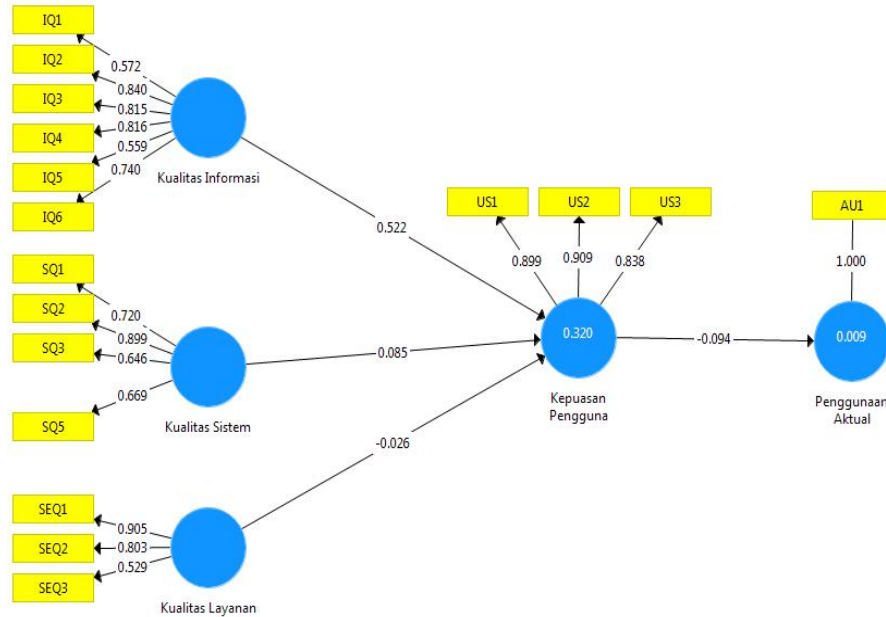 IQ1
IQ2
IQ3
IQ4
IQ5
IQ6
0.572
0.840
0.815
0.816
0.559
0.740
Kualitas Informasi
SQ1
SQ2
SQ3
SQ5
0.720
0.899
0.646
0.669
Kualitas Sistem
SEQ1
SEQ2
SEQ3
0.905
0.803
0.529
Kualitas Layanan
0.522
0.085
-0.026
US1
US2
US3
0.899
0.909
0.838
0.320
Kepuasan
Pengguna
-0.094
AU1
1.000
0.009
Penggunaan
Aktual